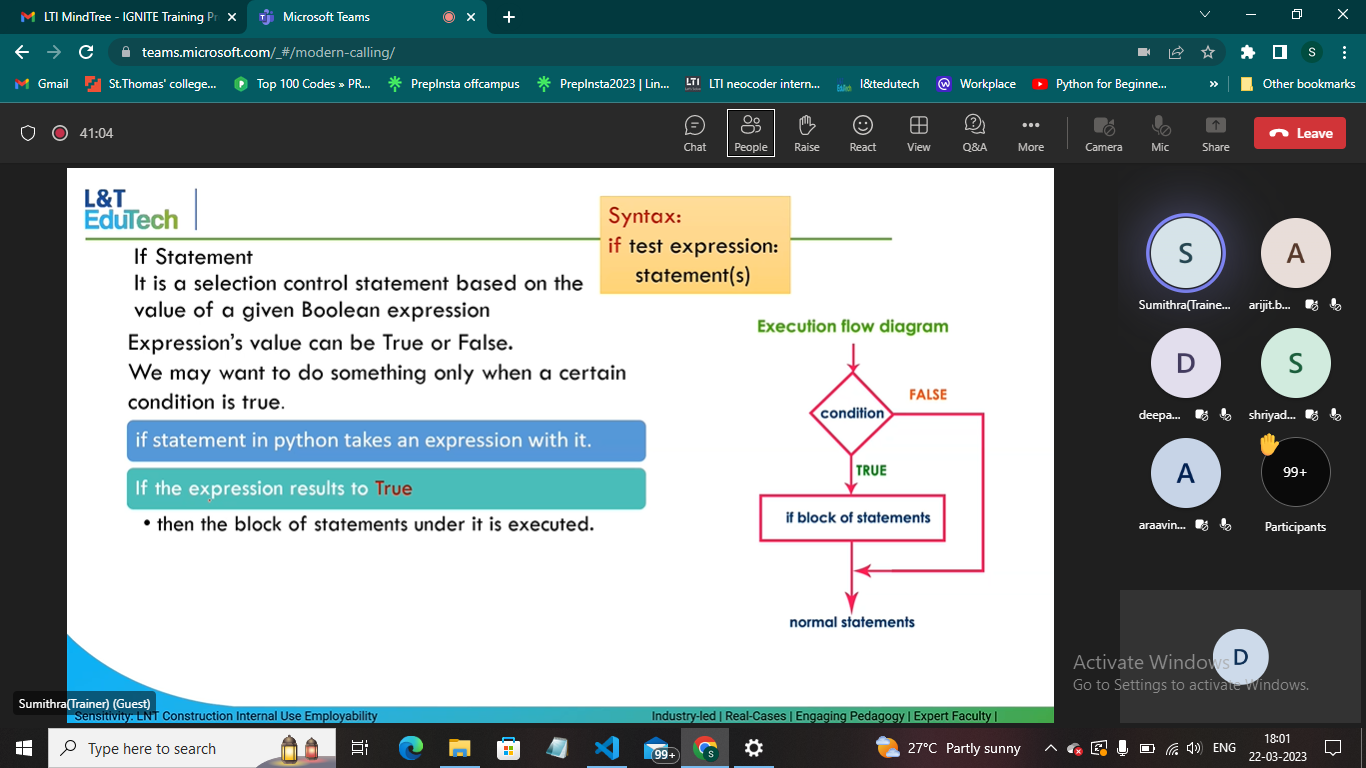 LTI MindTree - IGNITE Training Pr
Microsoft Teams
teams.microsoft.com/_#/modern-calling/
S
Gmail
St.Thomas' college...
Top 100 Codes » PR...
PrepInsta offcampus
PrepInsta2023 | Lin...
LTI neocoder intern...
l&tedutech
Workplace
Python for Beginne...
»
Other bookmarks
41:04
Chat
People
Raise
React
View
Q&A
More
Camera
Mic
Share
Leave
L&T
EduTech
Syntax:
if test expression:
statement(s)
If Statement
It is a selection control statement based on the
value of a given Boolean expression
Expression's value can be True or False.
We may want to do something only when a certain
condition is true.
if statement in python takes an expression with it.
If the expression results to True
• then the block of statements under it is executed.
Execution flow diagram
condition
FALSE
TRUE
if block of statements
normal statements
S
A
Sumithra(Traine...
arijit.b...
D
S
deepa...
shriyad...
A
99+
araavin...
Participants
D
Activate Windows
Go to Settings to activate Windows.
Sumithra(Trainer) (Guest)
Sensitivity: LNT Construction Internal Use Employability
Industry-led | Real-Cases | Engaging Pedagogy | Expert Faculty |
Type here to search
99+
S
27°C Partly sunny
ENG
18:01
22-03-2023